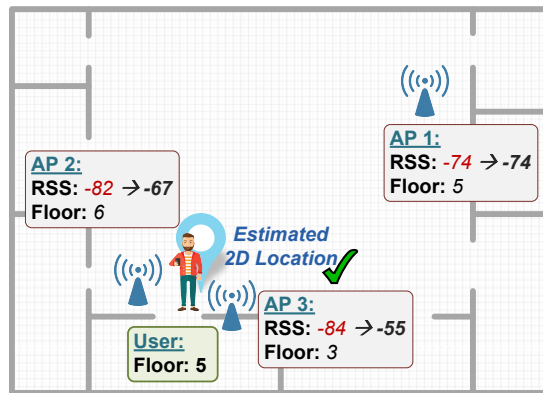 AP 1:
RSS: -74 → -74
Floor: 5
AP 2:
RSS: -82 → -67
Floor: 6
Estimated
2D Location
AP 3:
RSS: -84 → -55
Floor: 3
User:
Floor: 5